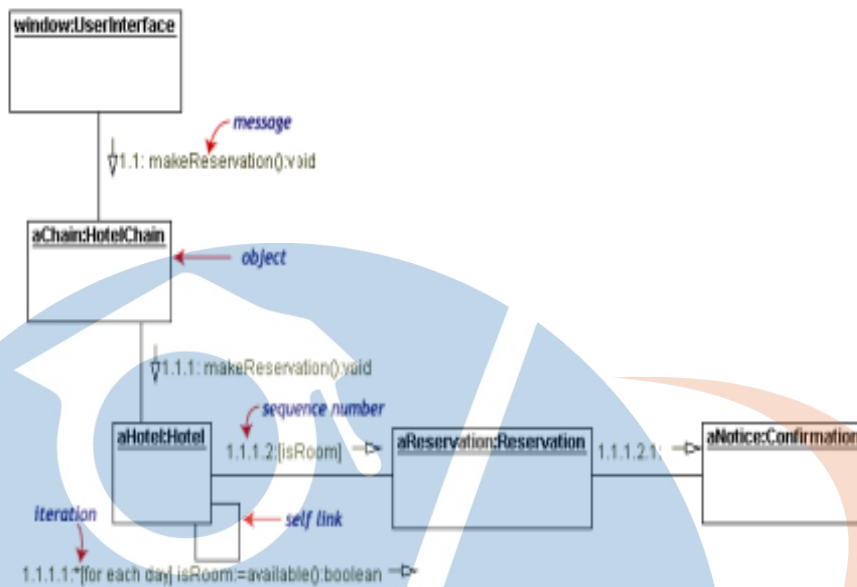 window:UserInterface
message
1.1: makeReservation():void
aChain:HotelChain
object
1.1.1: makeReservation():void
sequence number
aHotel:Hotel
1.1.1.2:[isRoom]
aReservation:Reservation
1.1.1.2.1:
aNotice:Confirmation
iteration
self link
1.1.1.1:*[for each day] isRoom:=available():boolean